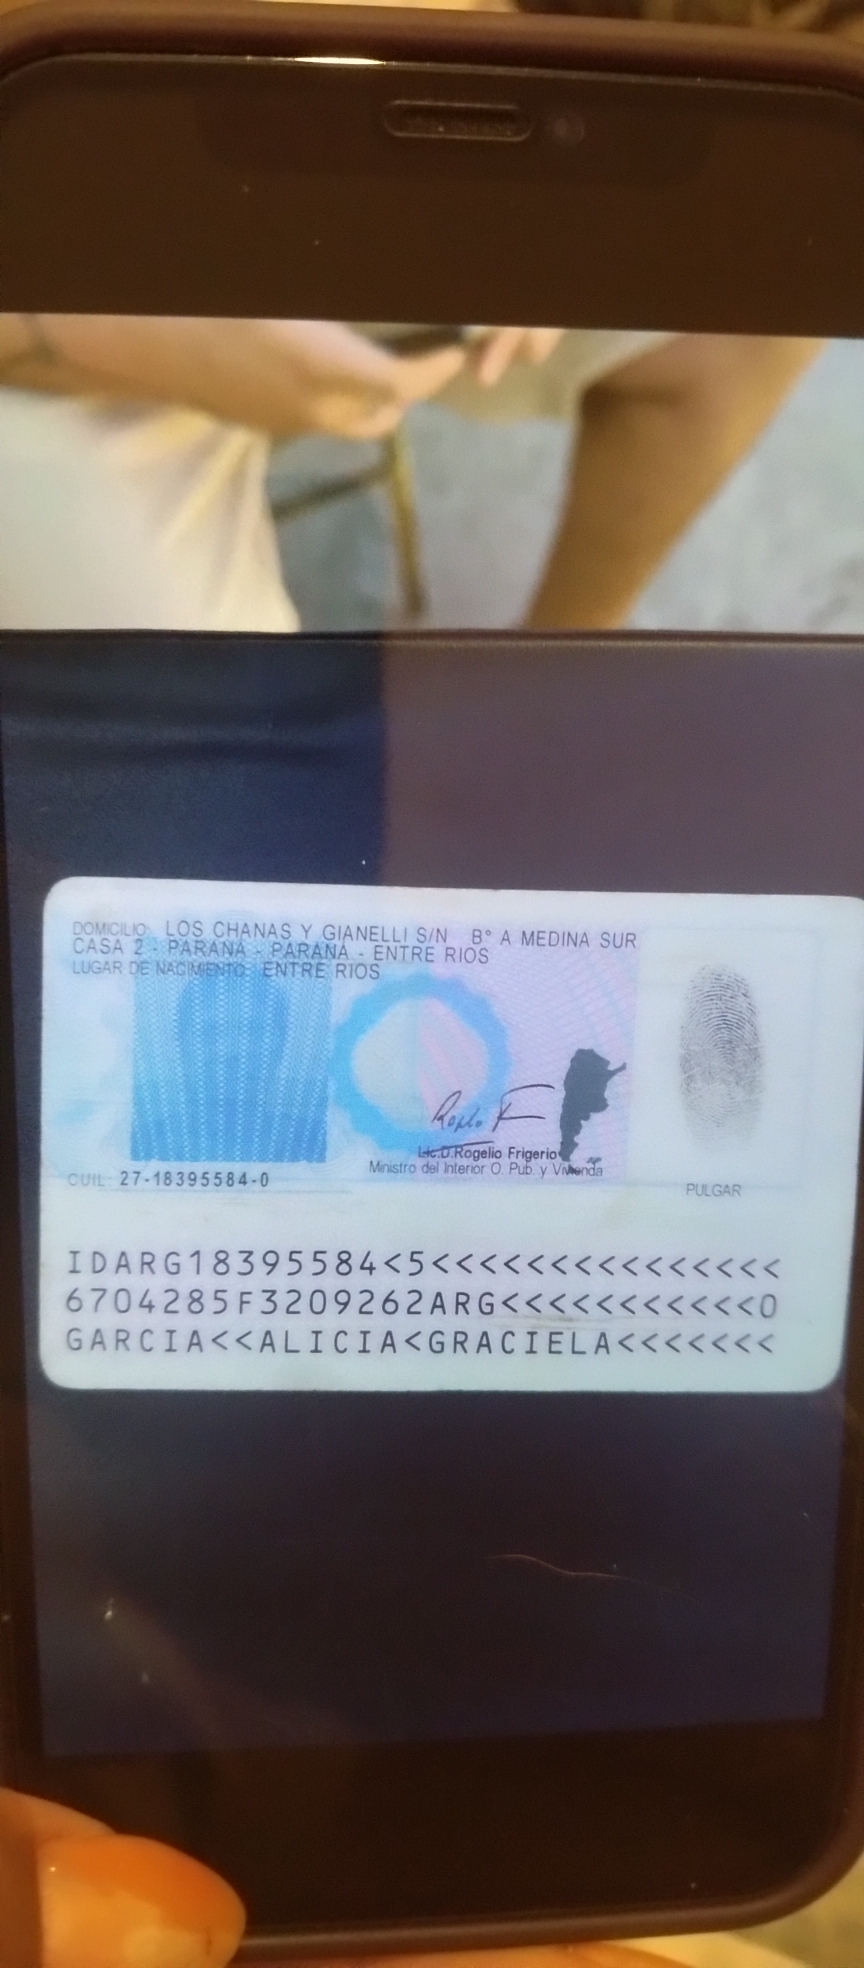 DOMICILIO: LOS CHANAS Y GIANELLI S/N B° A MEDINA SUR
CASA 2 - PARANA - PARANA - ENTRE RIOS
LUGAR DE NACIMIENTO: ENTRE RIOS
Lic.D.Rogelio Frigerio
Ministro del Interior O. Pub. y Vivienda
CUIL: 27-18395584-0
PULGAR
IDARG18395584<5<<<<<<<<<<<<<<<
6704285F3209262ARG<<<<<<<<<<<0
GARCIA<<ALICIA<GRACIELA<<<<<<<